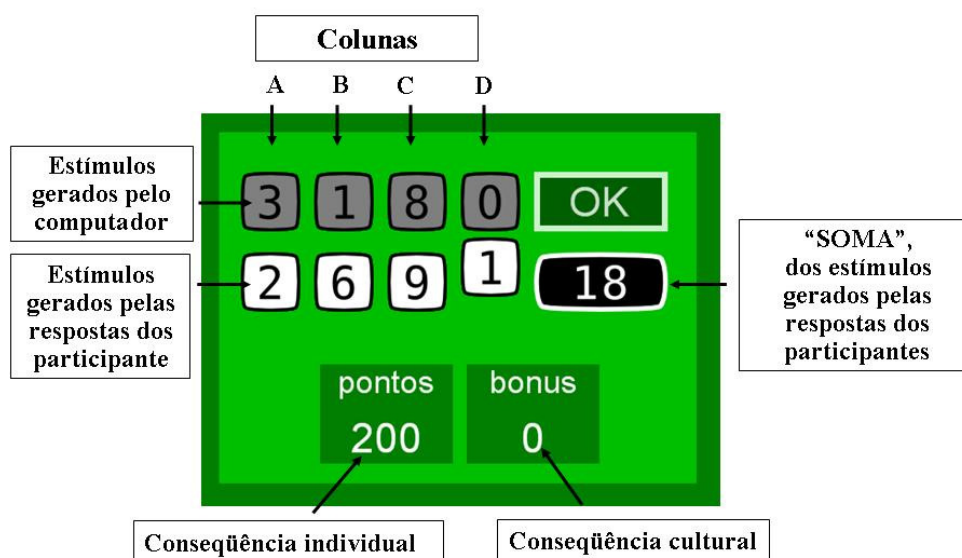 Colunas
A B C D
Estímulos
gerados pelo
computador
3 1 8 0 OK
Estímulos
gerados pelas
respostas dos
participante
2 6 9 1 18
“SOMA”,
dos estímulos
gerados pelas
respostas dos
participantes
pontos bonus
200 0
Conseqüência individual
Conseqüência cultural